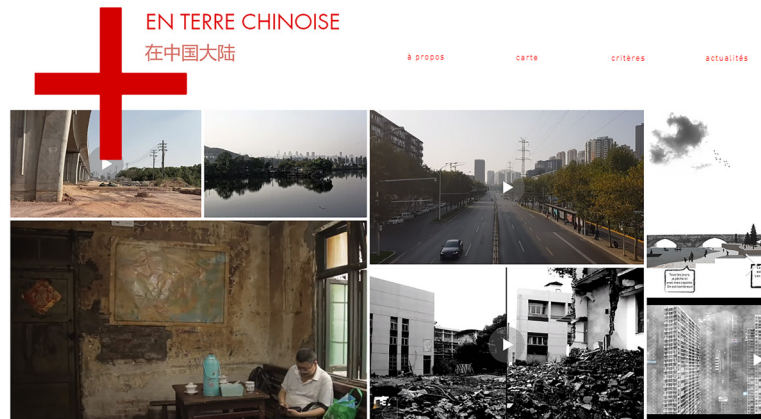 EN TERRE CHINOISE
在中国大陆
à propos
carte
critères
actualités